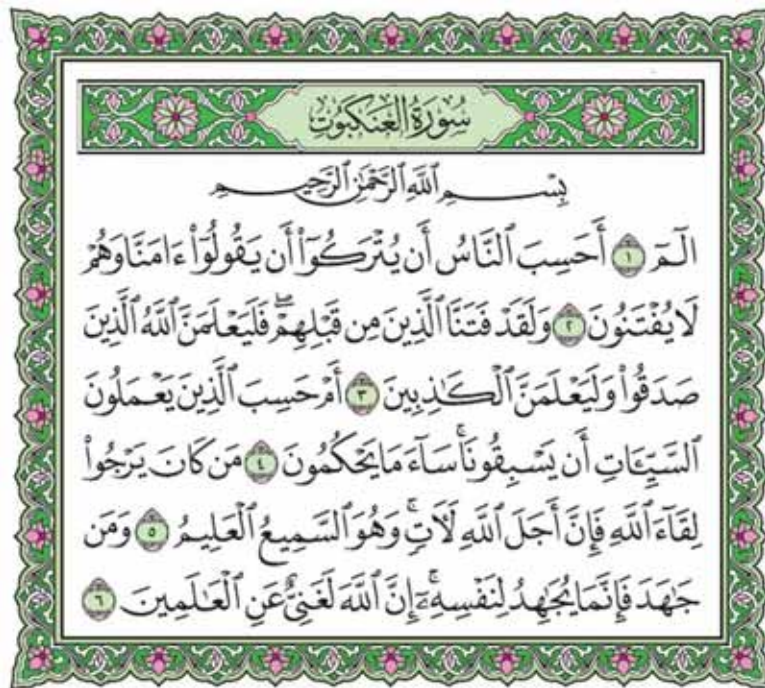 سُورَةُ الْعَنكَبُوتِ
بِسْمِ ٱللَّهِ ٱلرَّحْمَٰنِ ٱلرَّحِيمِ
الٓمٓ ١ أَحَسِبَ ٱلنَّاسُ أَن يُتْرَكُوٓا۟ أَن يَقُولُوٓا۟ ءَامَنَّا وَهُمْ
لَا يُفْتَنُونَ ٢ وَلَقَدْ فَتَنَّا ٱلَّذِينَ مِن قَبْلِهِمْ ۖ فَلَيَعْلَمَنَّ ٱللَّهُ ٱلَّذِينَ
صَدَقُوا۟ وَلَيَعْلَمَنَّ ٱلْكَٰذِبِينَ ٣ أَمْ حَسِبَ ٱلَّذِينَ يَعْمَلُونَ
ٱلسَّيِّـَٔاتِ أَن يَسْبِقُونَا ۚ سَآءَ مَا يَحْكُمُونَ ٤ مَن كَانَ يَرْجُوا۟
لِقَآءَ ٱللَّهِ فَإِنَّ أَجَلَ ٱللَّهِ لَـَٔاتٍ ۚ وَهُوَ ٱلسَّمِيعُ ٱلْعَلِيمُ ٥ وَمَن
جَٰهَدَ فَإِنَّمَا يُجَٰهِدُ لِنَفْسِهِۦٓ ۚ إِنَّ ٱللَّهَ لَغَنِىٌّ عَنِ ٱلْعَٰلَمِينَ ٦